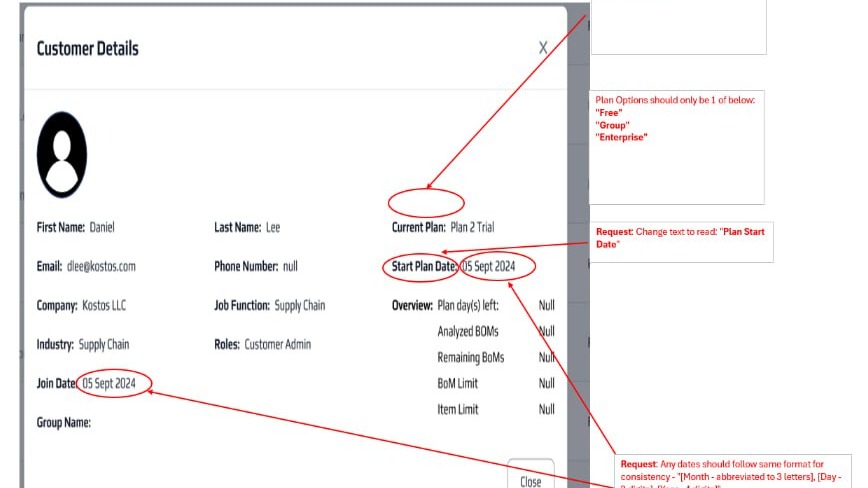 Customer Details
X
Plan Options should only be 1 of below:
"Free"
"Group"
"Enterprise"
First Name: Daniel
Last Name: Lee
Current Plan: Plan 2 Trial
Request: Change text to read: "Plan Start
Date"
Email: dlee@kostos.com
Phone Number: null
Start Plan Date: 05 Sept 2024
Company: Kostos LLC
Job Function: Supply Chain
Overview: Plan day(s) left: Null
Analyzed BOMs Null
Industry: Supply Chain
Roles: Customer Admin
Remaining BoMs Null
Join Date: 05 Sept 2024
BoM Limit Null
Item Limit Null
Group Name:
Close
Request: Any dates should follow same format for
consistency - "[Month - abbreviated to 3 letters], [Day -